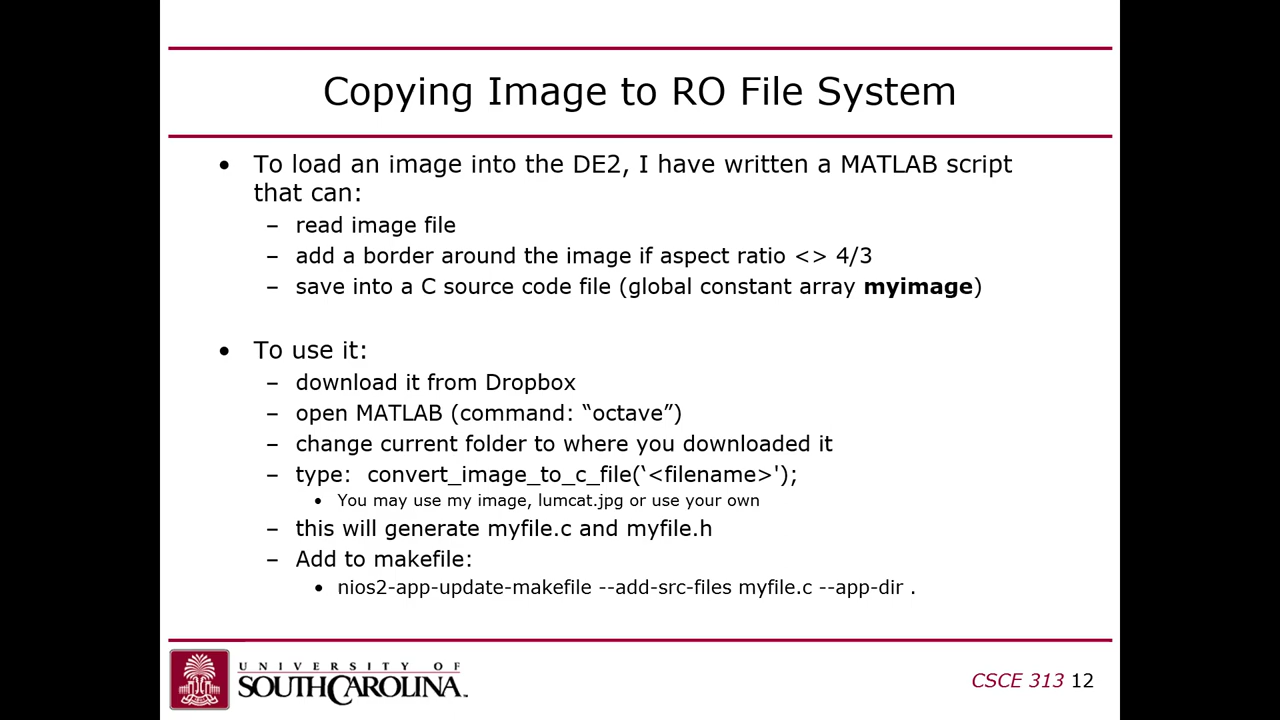 Copying Image to RO File System
• To load an image into the DE2, I have written a MATLAB script
that can:
– read image file
– add a border around the image if aspect ratio <> 4/3
– save into a C source code file (global constant array myimage)
• To use it:
– download it from Dropbox
– open MATLAB (command: “octave”)
– change current folder to where you downloaded it
– type:  convert_image_to_c_file(‘<filename>');
• You may use my image, lumcat.jpg or use your own
– this will generate myfile.c and myfile.h
– Add to makefile:
• nios2-app-update-makefile --add-src-files myfile.c --app-dir .
UNIVERSITY OF
SOUTH CAROLINA™
CSCE 313 12